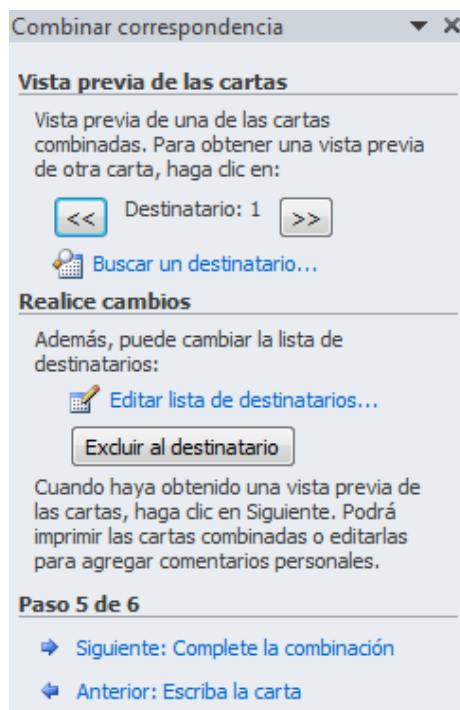 Combinar correspondencia
Vista previa de las cartas
Vista previa de una de las cartas
combinadas. Para obtener una vista previa
de otra carta, haga clic en:
<< Destinatario: 1 >>
Buscar un destinatario...
Realice cambios
Además, puede cambiar la lista de
destinatarios:
Editar lista de destinatarios...
Excluir al destinatario
Cuando haya obtenido una vista previa de
las cartas, haga clic en Siguiente. Podrá
imprimir las cartas combinadas o editarlas
para agregar comentarios personales.
Paso 5 de 6
Siguiente: Complete la combinación
Anterior: Escriba la carta